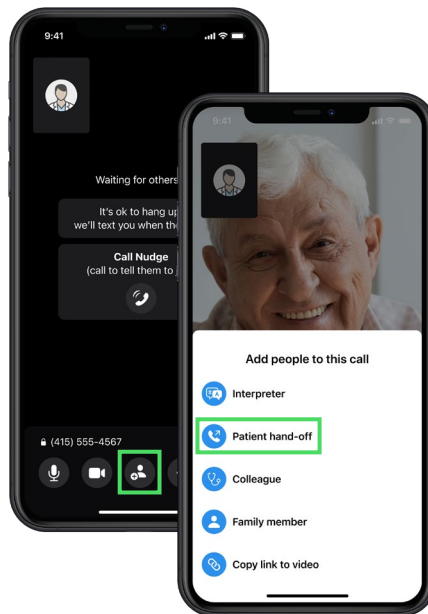 9:41
Waiting for others
It's ok to hang up
we'll text you when the
Call Nudge
(call to tell them to
(415) 555-4567
9:41
Add people to this call
Interpreter
Patient hand-off
Colleague
Family member
Copy link to video